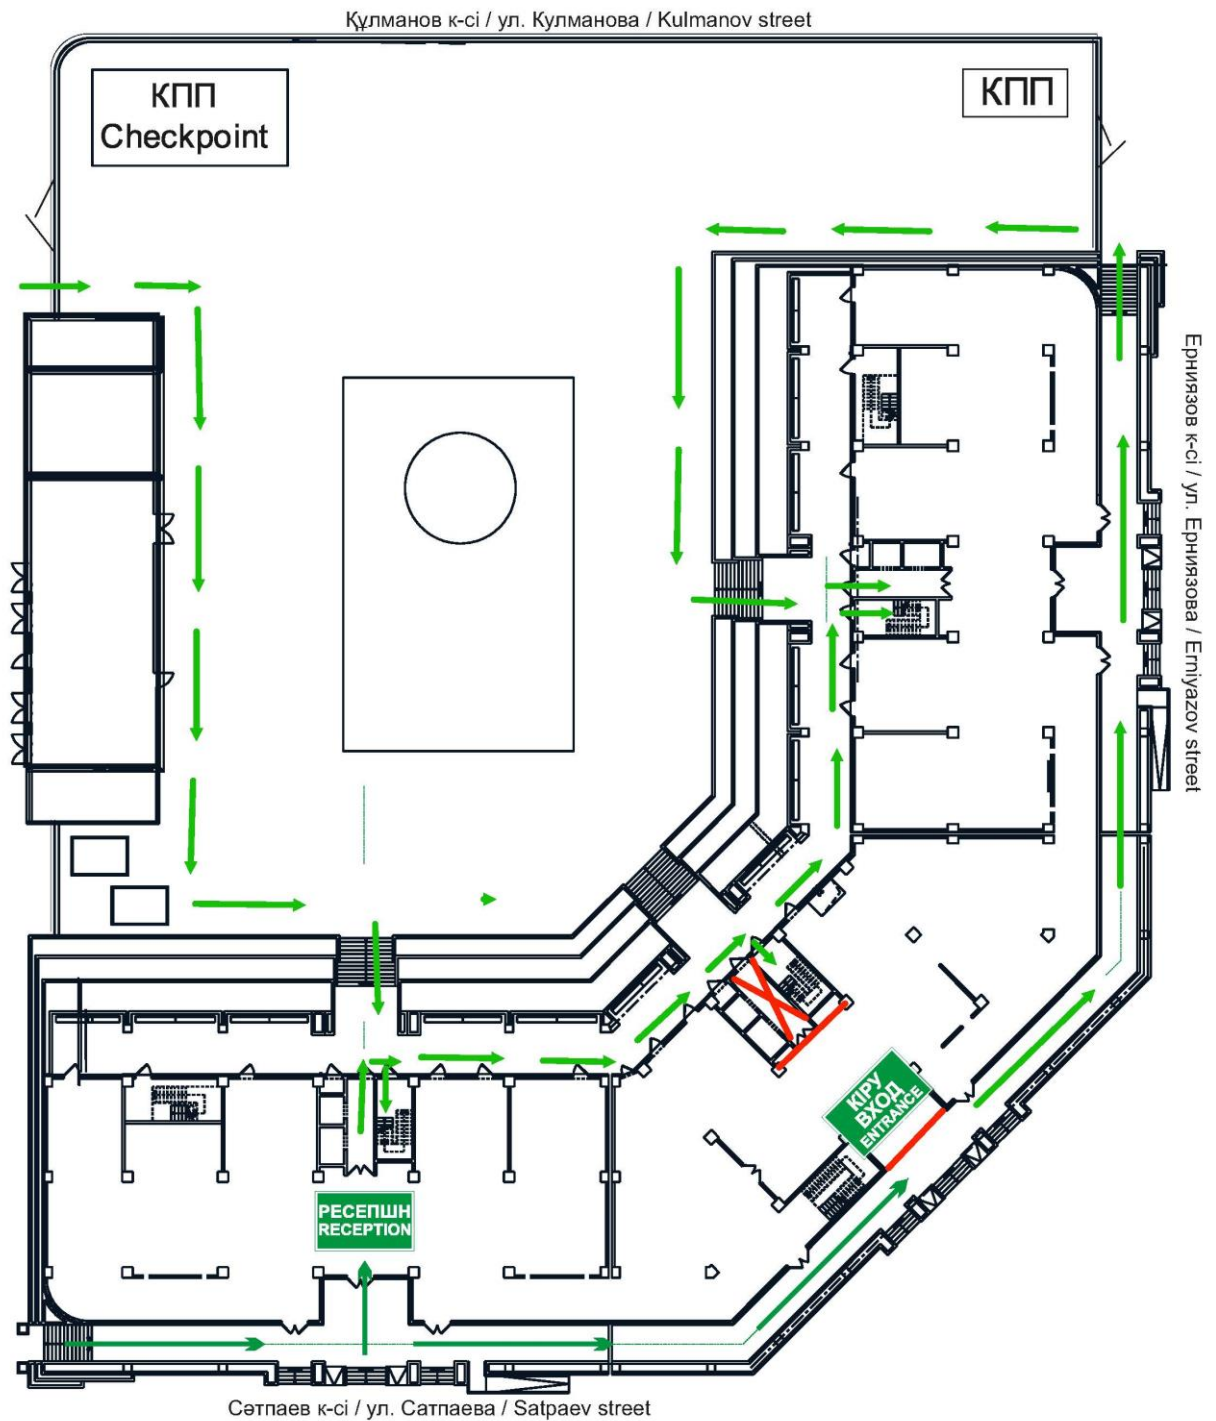 Құлманов к-сі / ул. Кулманова / Kulmanov street
КПП
Checkpoint
КПП
Ерниязов к-сі / ул. Ерниязова / Erniyazov street
КІРУ
ВХОД
ENTRANCE
РЕСЕПШН
RECEPTION
Сәтпаев к-сі / ул. Сатпаева / Satpaev street